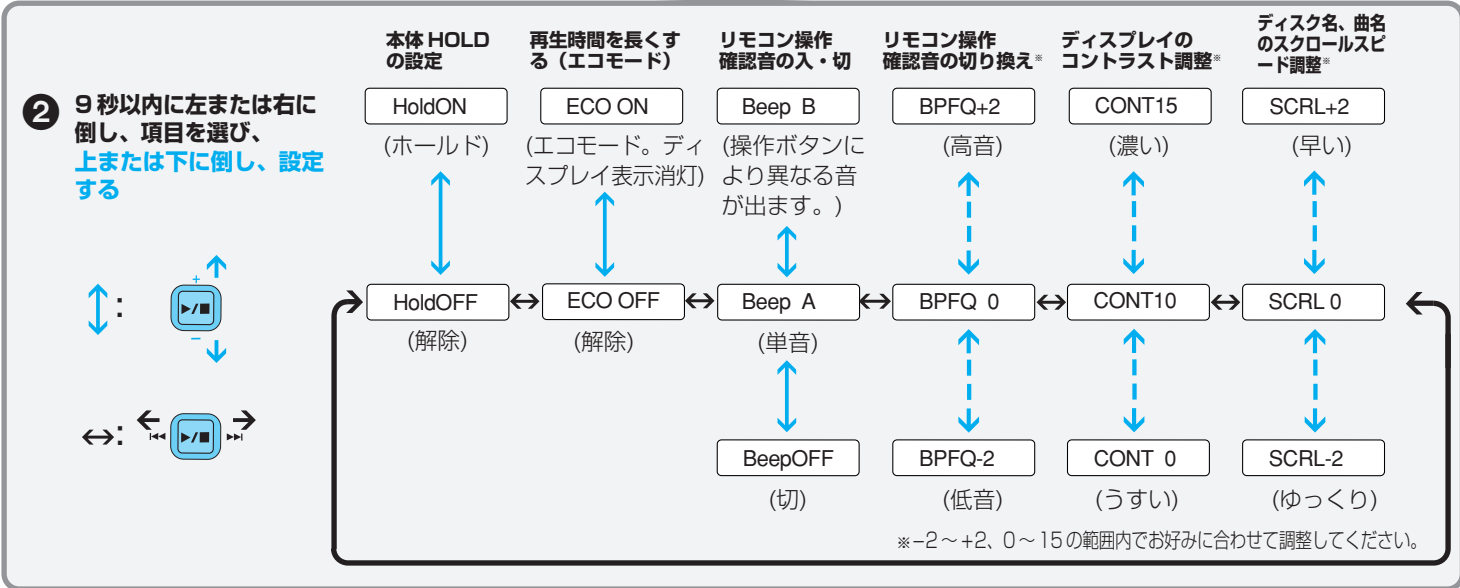 本体 HOLD
の設定
再生時間を長くす
る（エコモード）
リモコン操作
確認音の入・切
リモコン操作
確認音の切り換え※
ディスプレイの
コントラスト調整※
ディスク名、曲名
のスクロールスピ
ード調整※
❷ 9 秒以内に左または右に
倒し、項目を選び、
上または下に倒し、設定
する
HoldON
(ホールド)
ECO ON
(エコモード。ディ
スプレイ表示消灯)
Beep B
(操作ボタンに
より異なる音
が出ます。)
BPFQ+2
(高音)
CONT15
(濃い)
SCRL+2
(早い)
↕:
+
▶/■
−
HoldOFF ↔ ECO OFF ↔ Beep A ↔ BPFQ 0 ↔ CONT10 ↔ SCRL 0
(解除)
(解除)
(単音)
↔: ⏮ ▶/■ ⏭
BeepOFF
(切)
BPFQ-2
(低音)
CONT 0
(うすい)
SCRL-2
(ゆっくり)
※−2～+2、0～15の範囲内でお好みに合わせて調整してください。